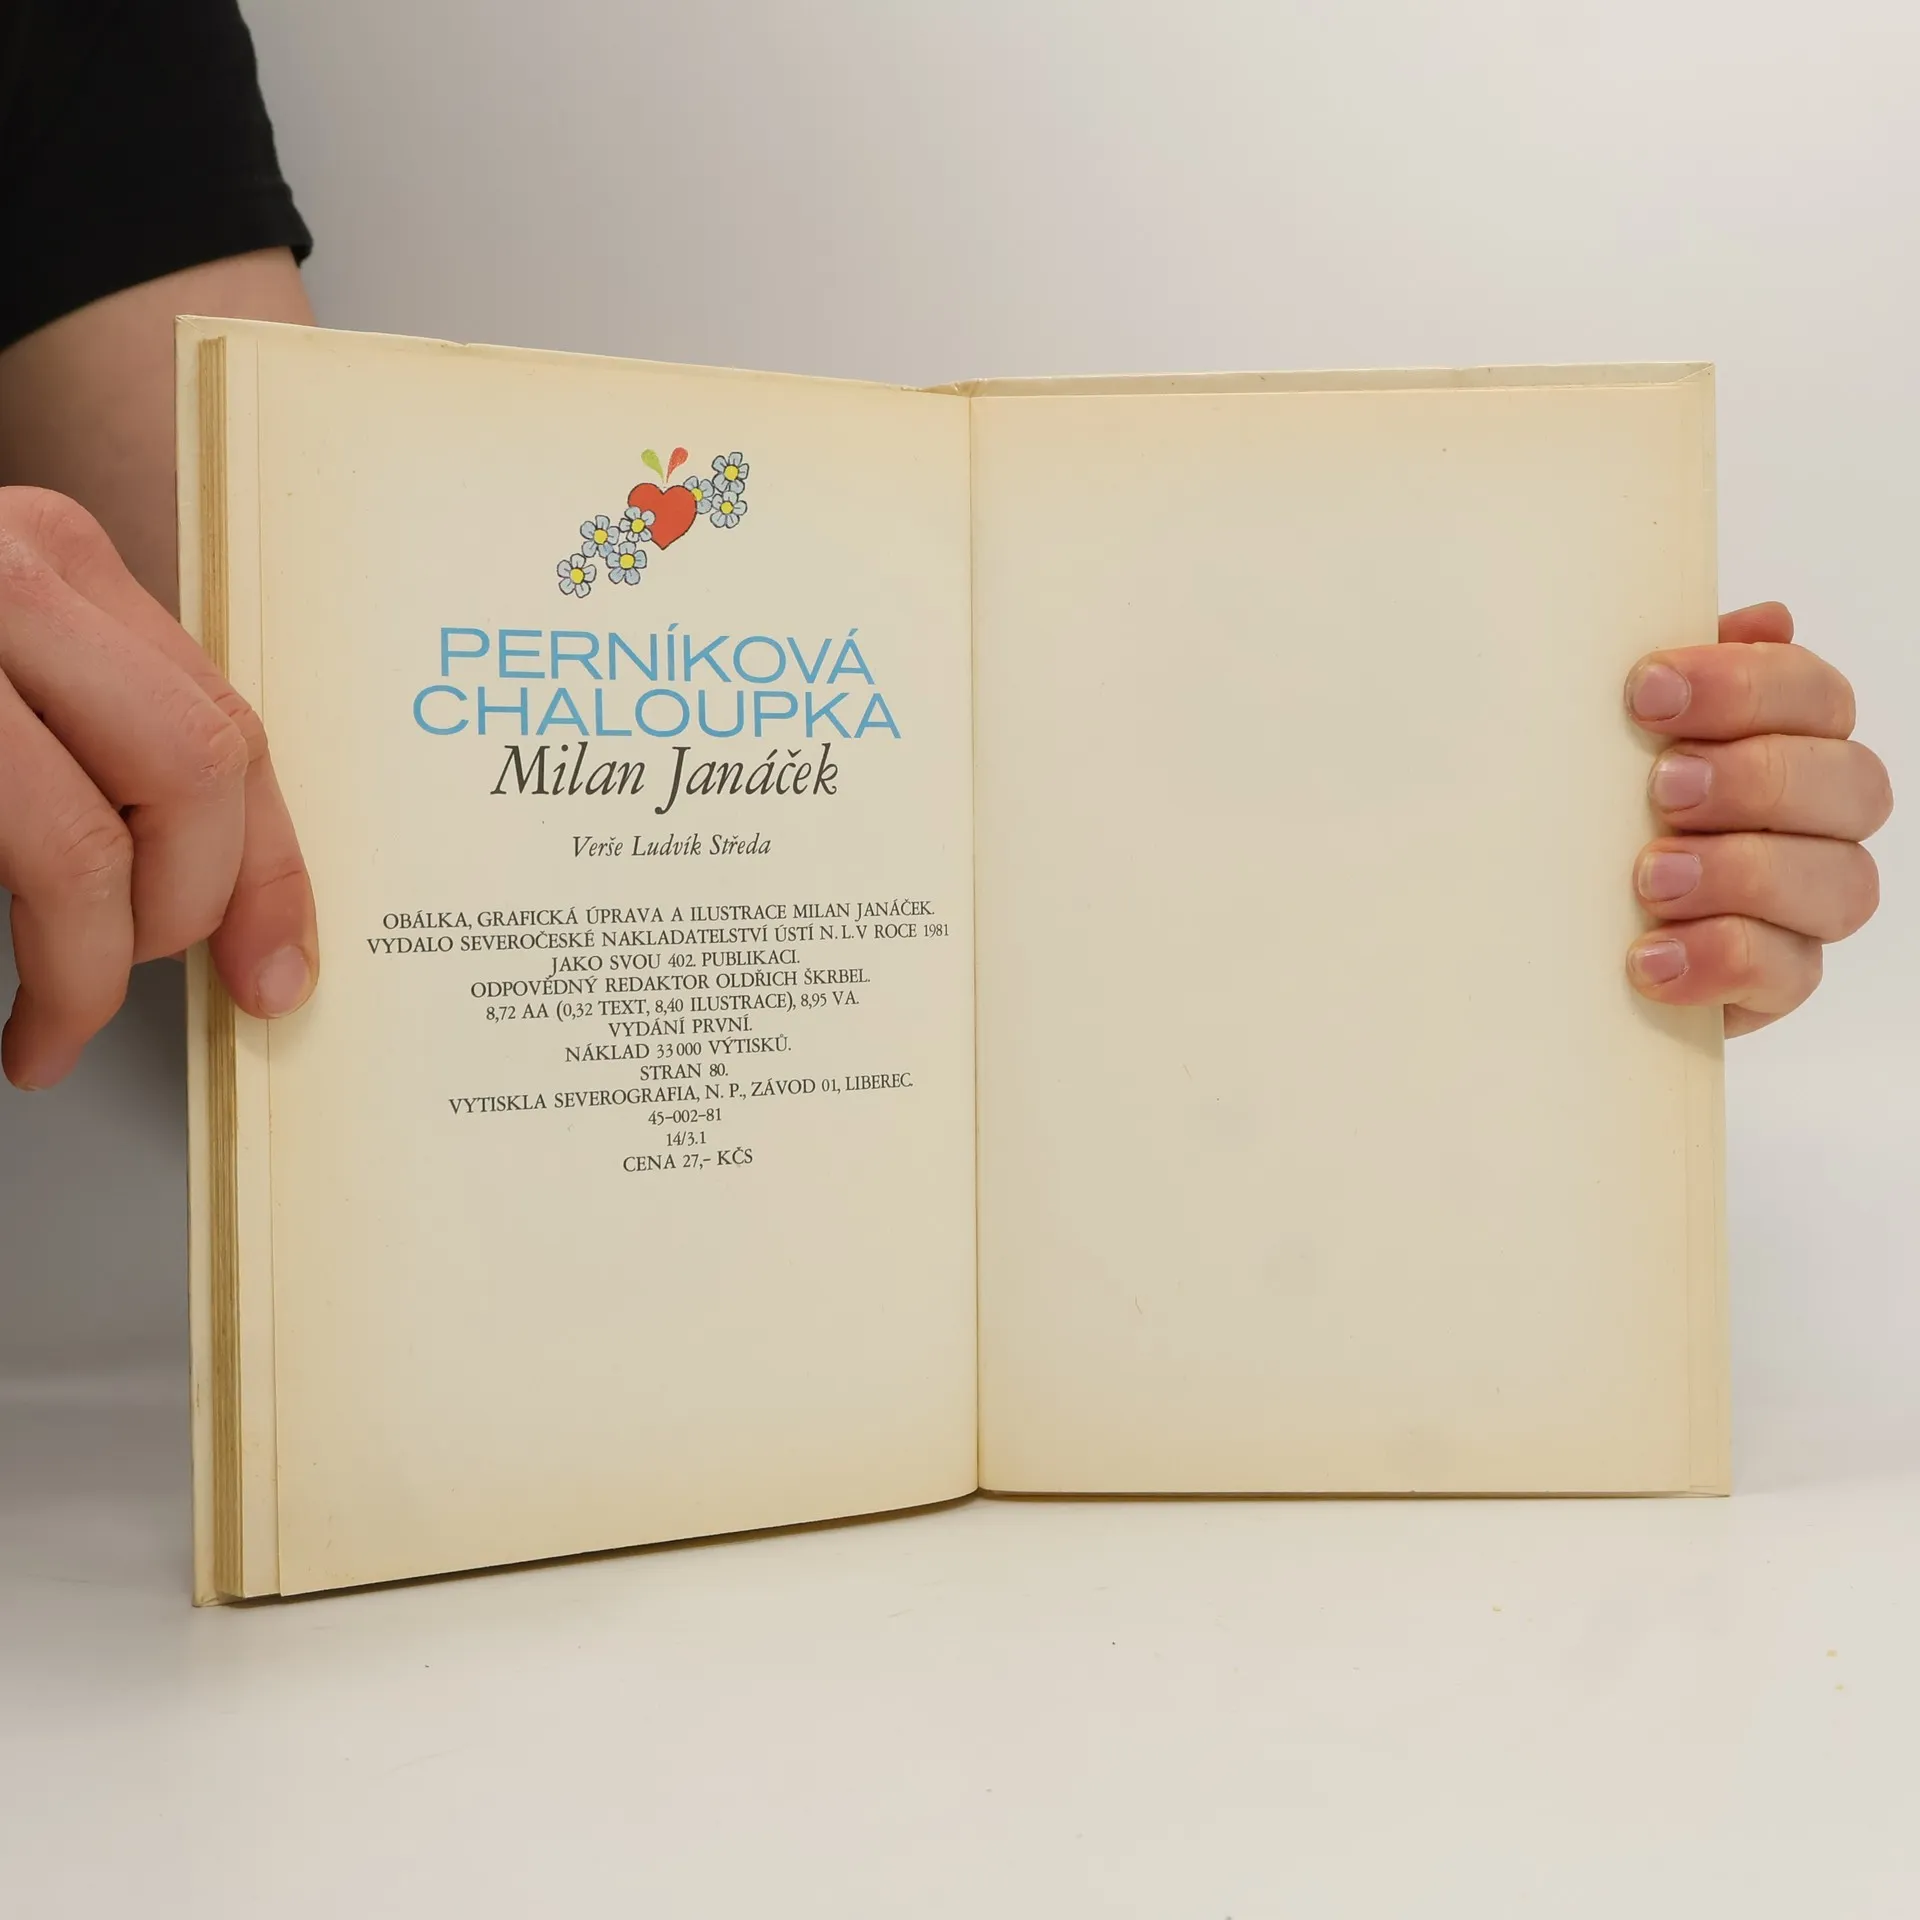 PERNÍKOVÁ
CHALOUPKA
Milan Janáček
Verše Ludvík Středa
OBÁLKA, GRAFICKÁ ÚPRAVA A ILUSTRACE MILAN JANÁČEK.
VYDALO SEVEROČESKÉ NAKLADATELSTVÍ ÚSTÍ N. L. V ROCE 1981
JAKO SVOU 402. PUBLIKACI.
ODPOVĚDNÝ REDAKTOR OLDŘICH ŠKRBEL.
8,72 AA (0,32 TEXT, 8,40 ILUSTRACE), 8,95 VA.
VYDÁNÍ PRVNÍ.
NÁKLAD 33 000 VÝTISKŮ.
STRAN 80.
VYTISKLA SEVEROGRAFIA, N. P., ZÁVOD 01, LIBEREC.
45-002-81
14/3.1
CENA 27,- KČS